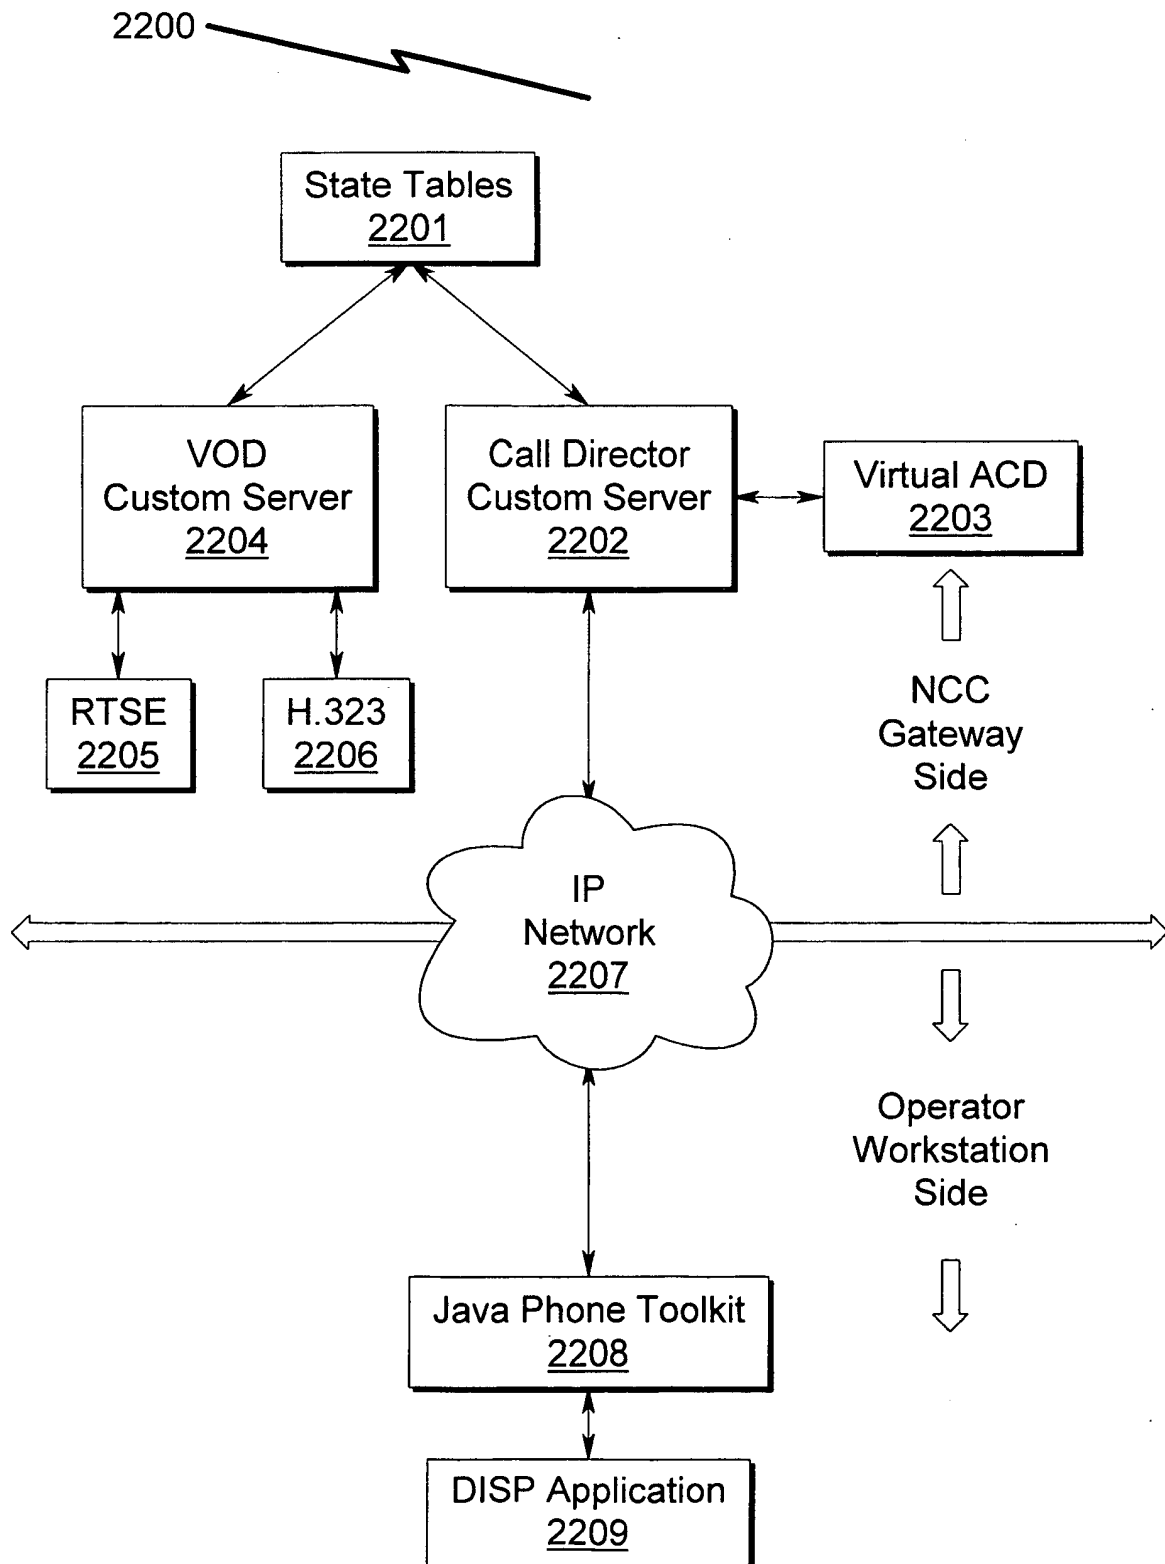 2200
State Tables
2201
VOD
Custom Server
2204
Call Director
Custom Server
2202
Virtual ACD
2203
RTSE
2205
H.323
2206
NCC
Gateway
Side
IP
Network
2207
Operator
Workstation
Side
Java Phone Toolkit
2208
DISP Application
2209